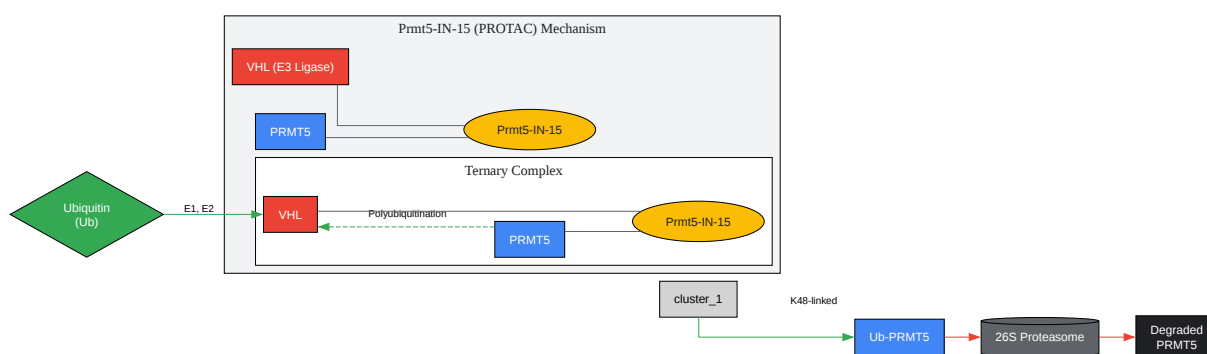 Prmt5-IN-15 (PROTAC) Mechanism
VHL (E3 Ligase)
PRMT5
Prmt5-IN-15
Ternary Complex
Ubiquitin
(Ub)
E1, E2
VHL
Polyubiquitination
PRMT5
Prmt5-IN-15
cluster_1
K48-linked
Ub-PRMT5
26S Proteasome
Degraded
PRMT5